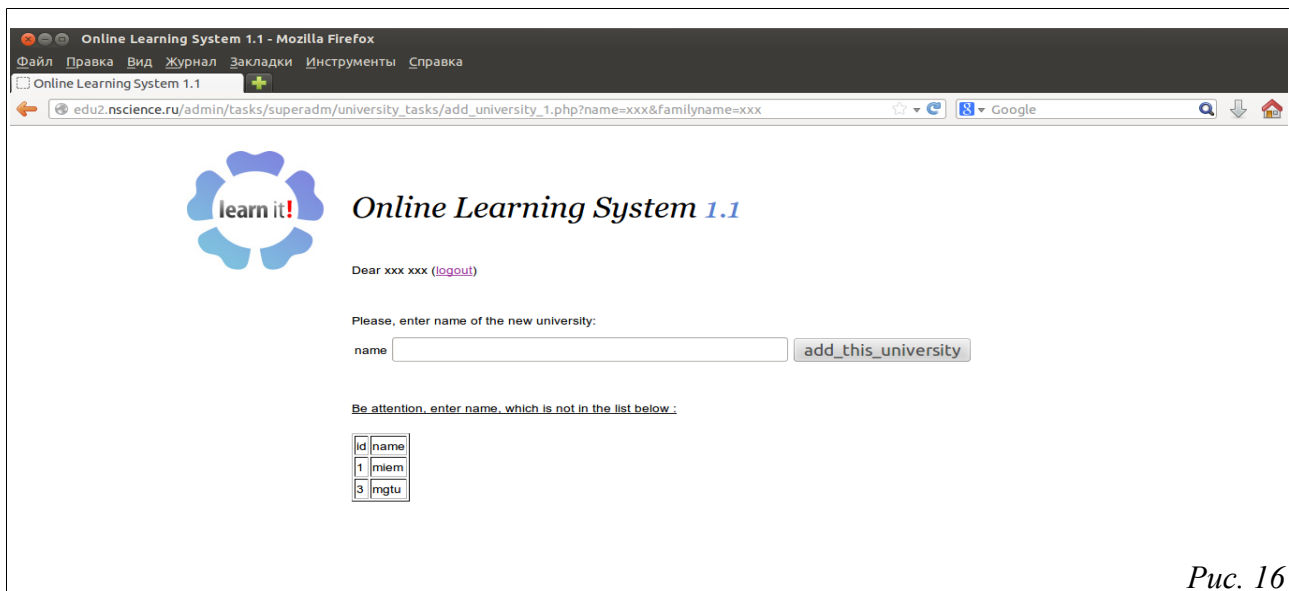 Online Learning System 1.1 - Mozilla Firefox
Файл Правка Вид Журнал Закладки Инструменты Справка
Online Learning System 1.1
edu2.nscience.ru/admin/tasks/superadm/university_tasks/add_university_1.php?name=xxx&familyname=xxx
8 Google
learn it!
Online Learning System 1.1
Dear xxx xxx (logout)
Please, enter name of the new university:
name add_this_university
Be attention, enter name, which is not in the list below :
id name
1 miem
3 mgtu
Рис. 16